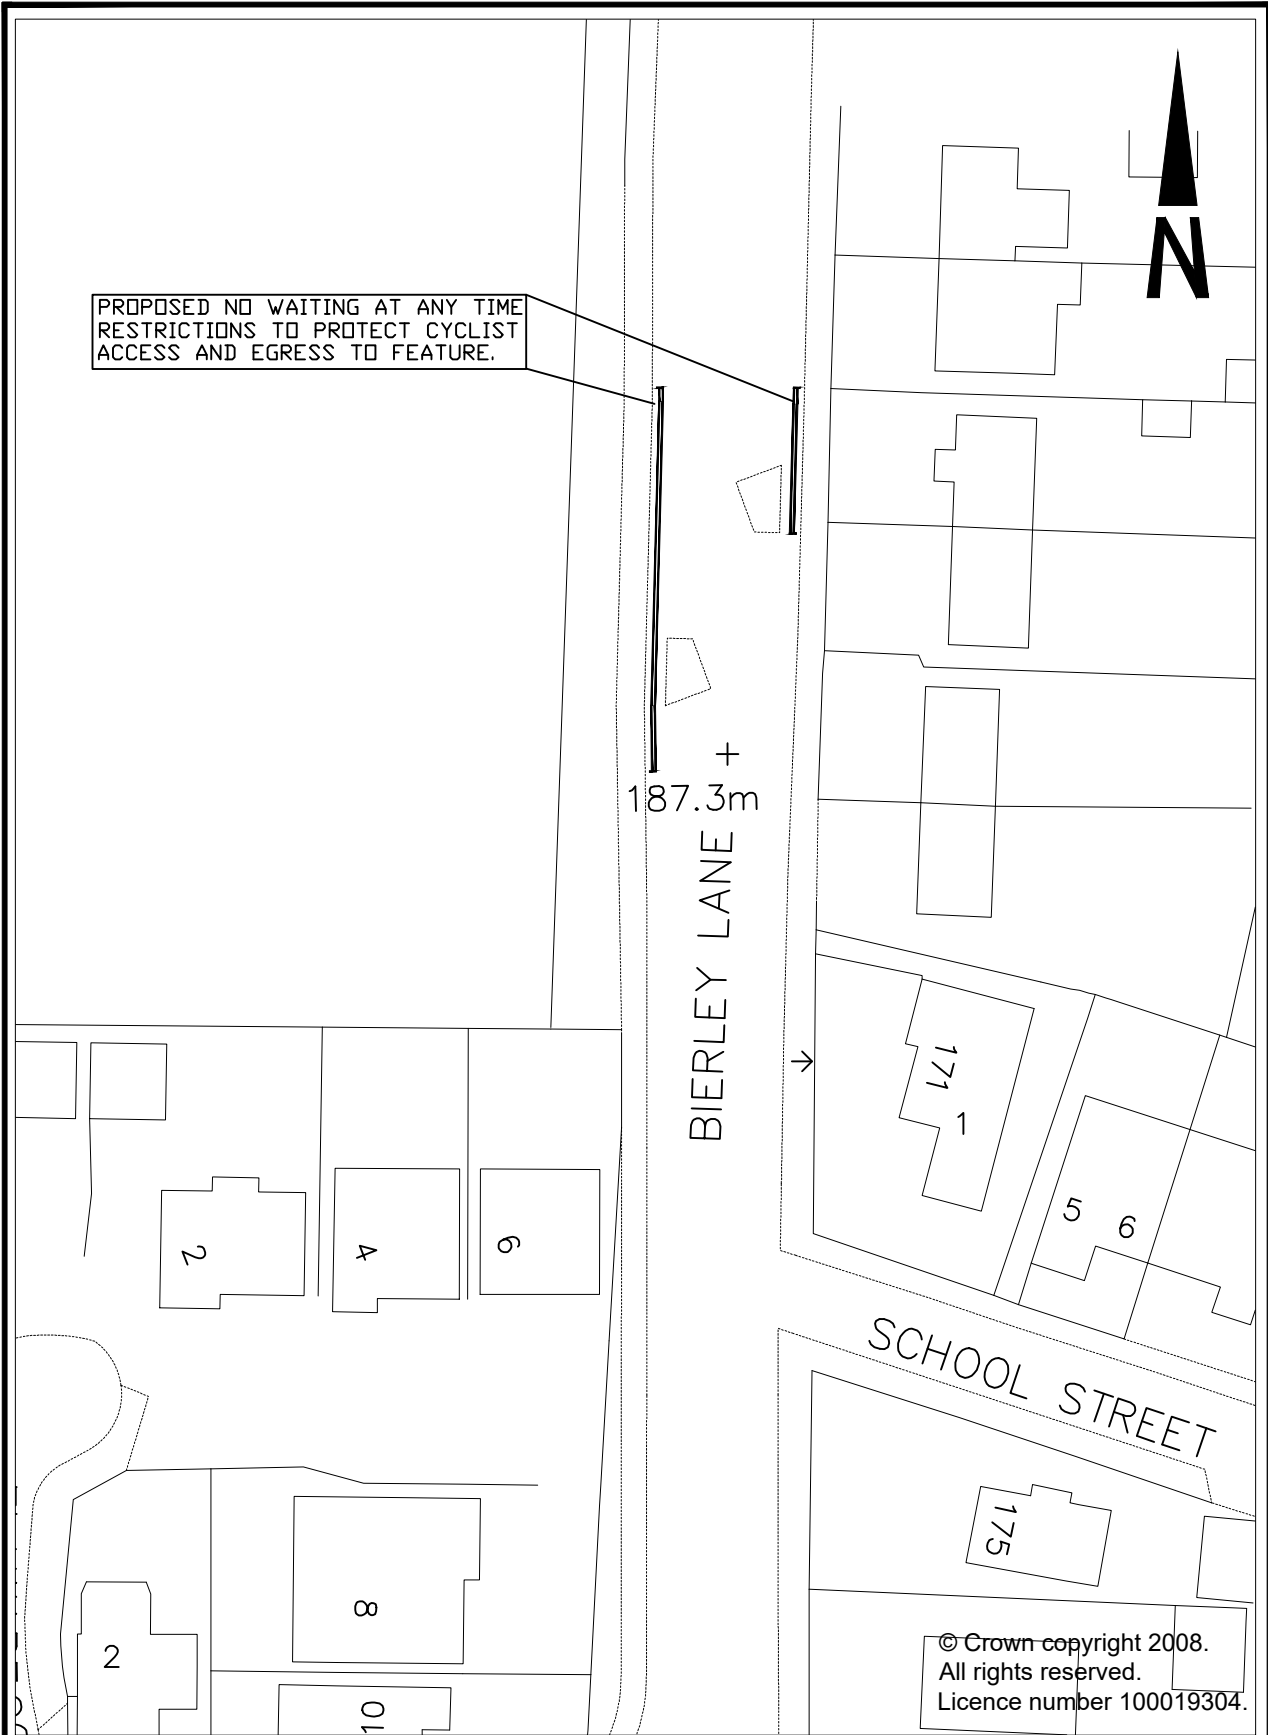 N
PROPOSED NO WAITING AT ANY TIME
RESTRICTIONS TO PROTECT CYCLIST
ACCESS AND EGRESS TO FEATURE.
187.3m
BIERLEY LANE
171
1
5
6
2
4
6
SCHOOL STREET
175
8
2
10
© Crown copyright 2008.
All rights reserved.
Licence number 100019304.